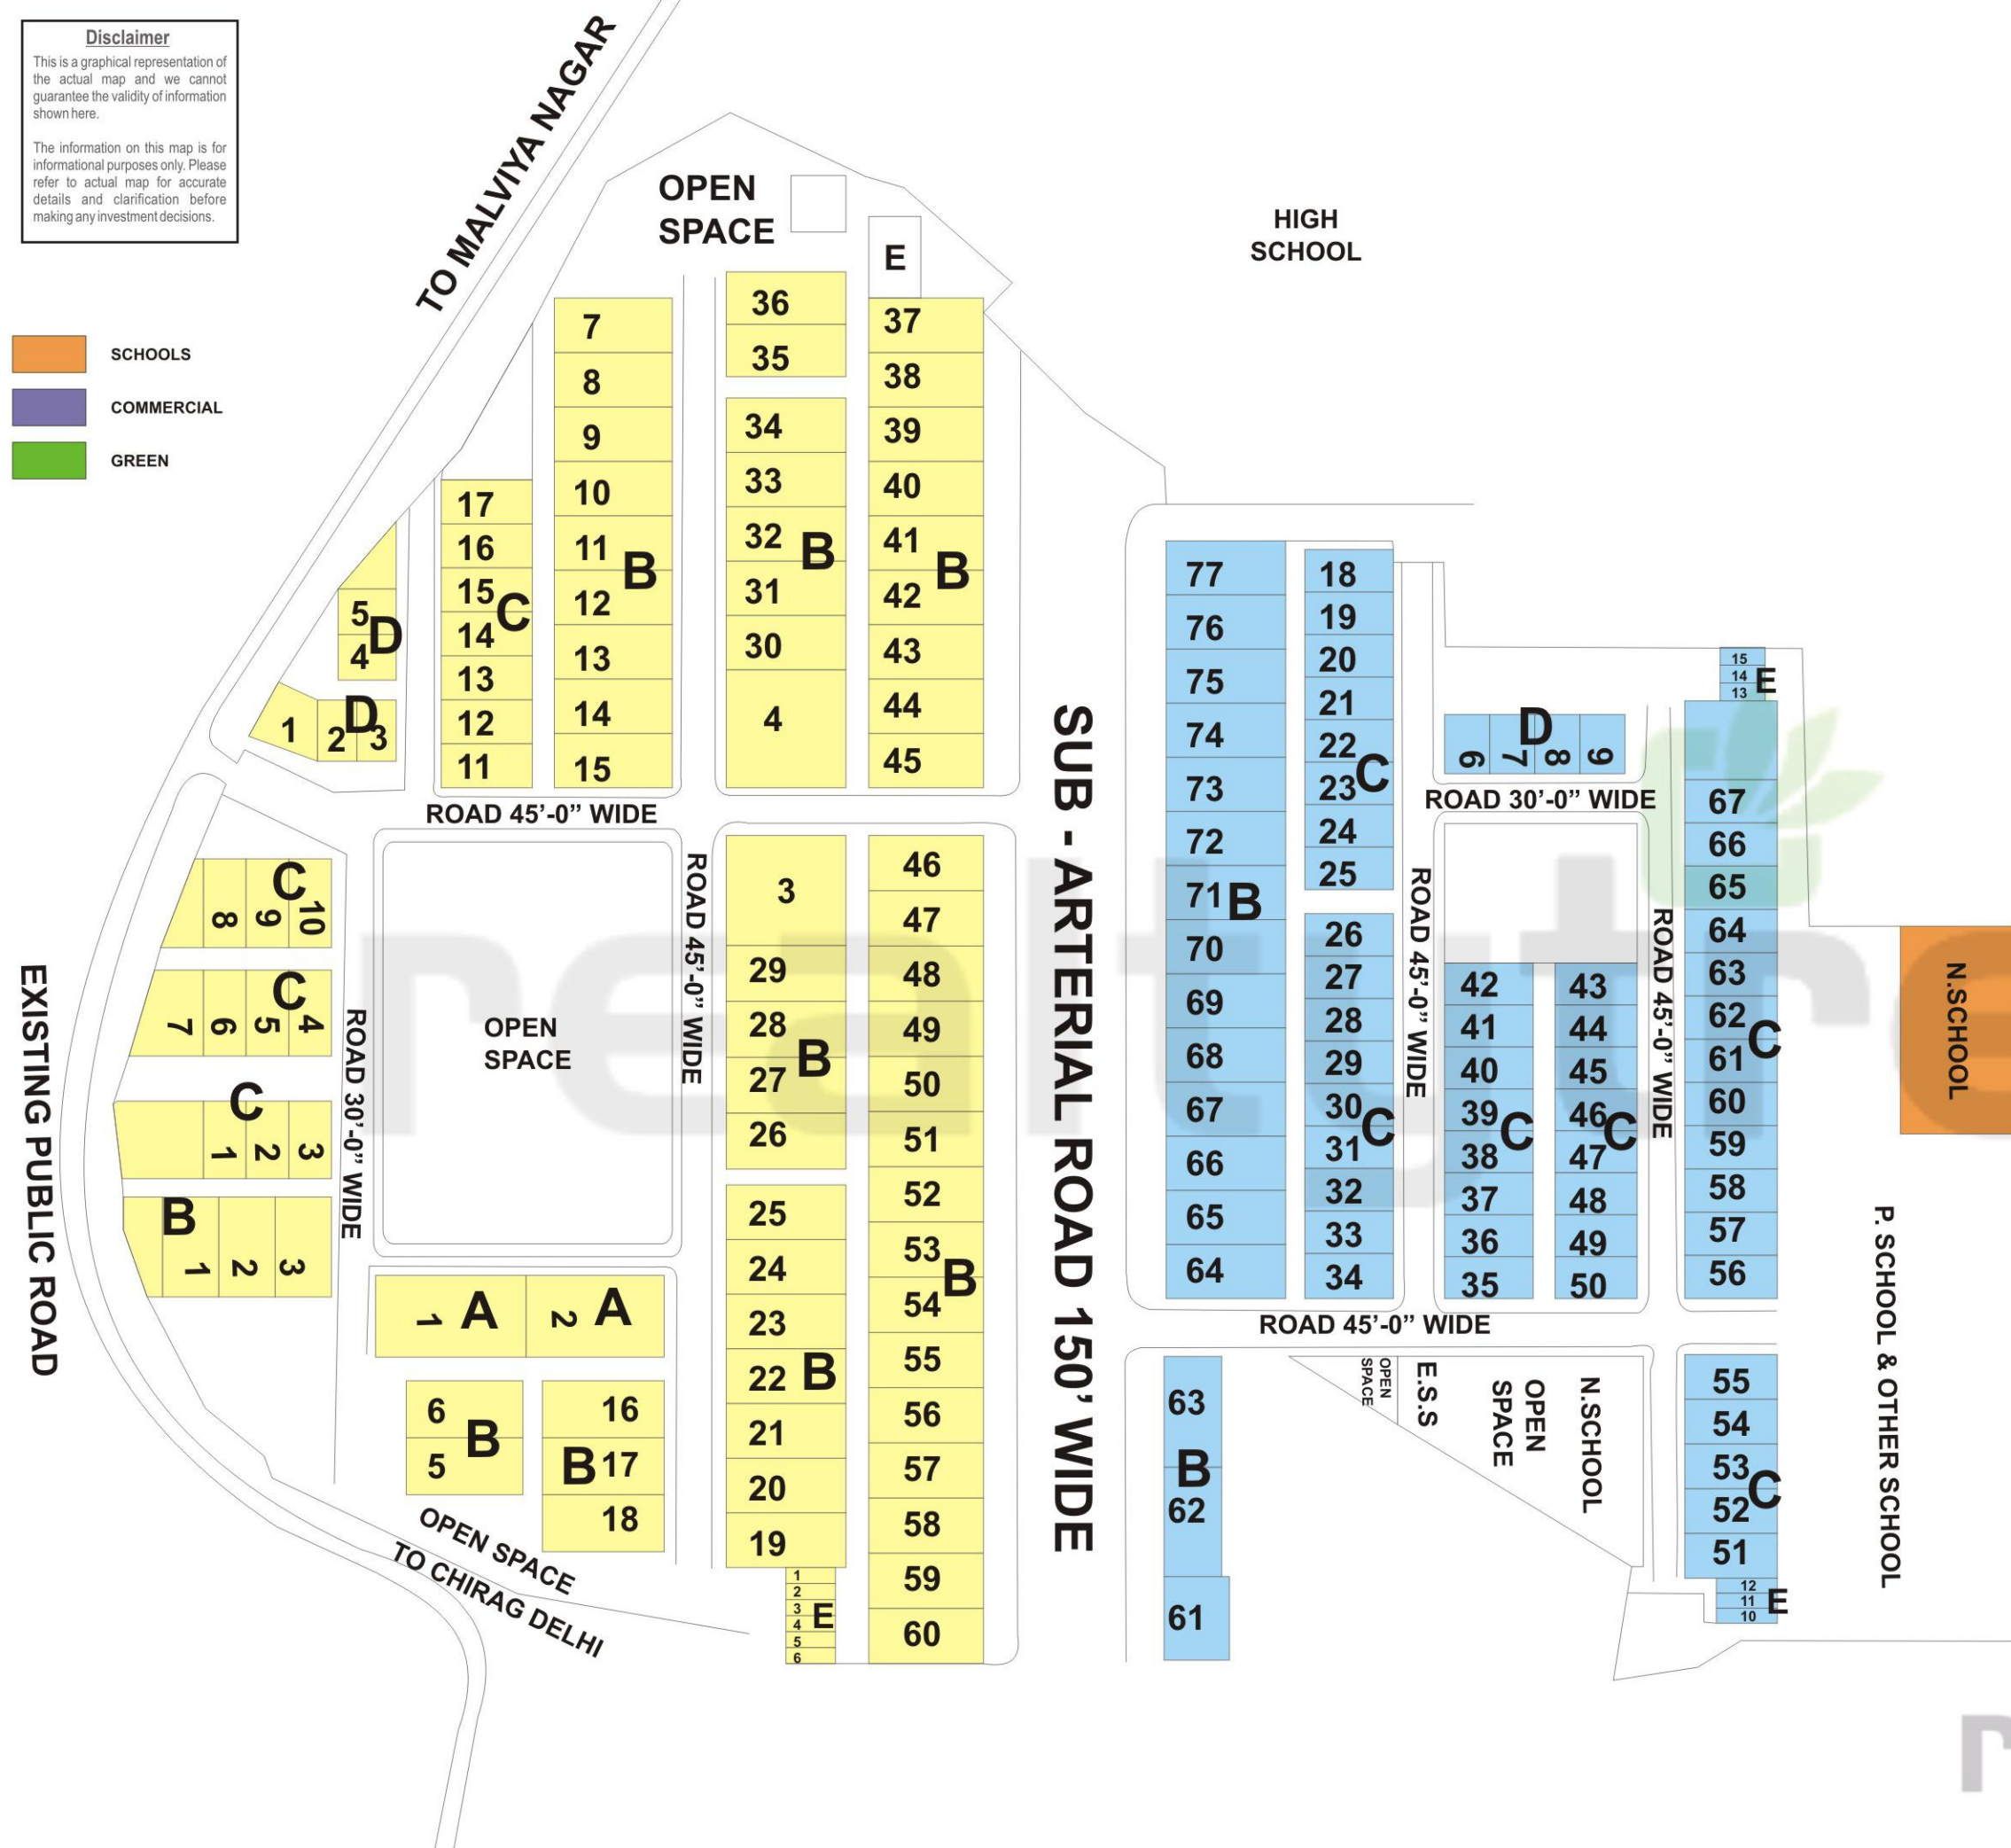 Disclaimer
This is a graphical representation of
the actual map and we cannot
guarantee the validity of information
shown here.
The information on this map is for
informational purposes only. Please
refer to actual map for accurate
details and clarification before
making any investment decisions.
SCHOOLS
COMMERCIAL
GREEN
TO MALVIYA NAGAR
OPEN
SPACE
E
HIGH
SCHOOL
7
8
9
10
11
12
13
14
15
B
36
35
34
33
32
31
30
4
B
37
38
39
40
41
42
43
44
45
B
17
16
15
14
13
12
11
C
5
4
D
D
1
2
3
ROAD 45'-0" WIDE
C
8
9
10
C
7
6
5
4
C
1
2
3
B
1
2
3
EXISTING PUBLIC ROAD
ROAD 30'-0" WIDE
OPEN
SPACE
ROAD 45'-0" WIDE
3
29
28
27
26
B
25
24
23
22
21
20
19
B
1
2
3
4
5
6
E
46
47
48
49
50
51
52
53
54
55
56
57
58
59
60
B
1
A
2
A
6
5
B
16
17
18
B
OPEN SPACE
TO CHIRAG DELHI
SUB - ARTERIAL ROAD 150' WIDE
77
76
75
74
73
72
71
70
69
68
67
66
65
64
B
18
19
20
21
22
23
24
25
C
26
27
28
29
30
31
32
33
34
C
ROAD 45'-0" WIDE
D
6
7
8
9
ROAD 30'-0" WIDE
42
41
40
39
38
37
36
35
C
43
44
45
46
47
48
49
50
C
ROAD 45'-0" WIDE
15
14
13
E
67
66
65
64
63
62
61
60
59
58
57
56
C
ROAD 45'-0" WIDE
63
62
61
B
OPEN
SPACE
E.S.S
OPEN
SPACE
N.SCHOOL
55
54
53
52
51
C
12
11
10
E
N.SCHOOL
P. SCHOOL & OTHER SCHOOL
realtytre
r